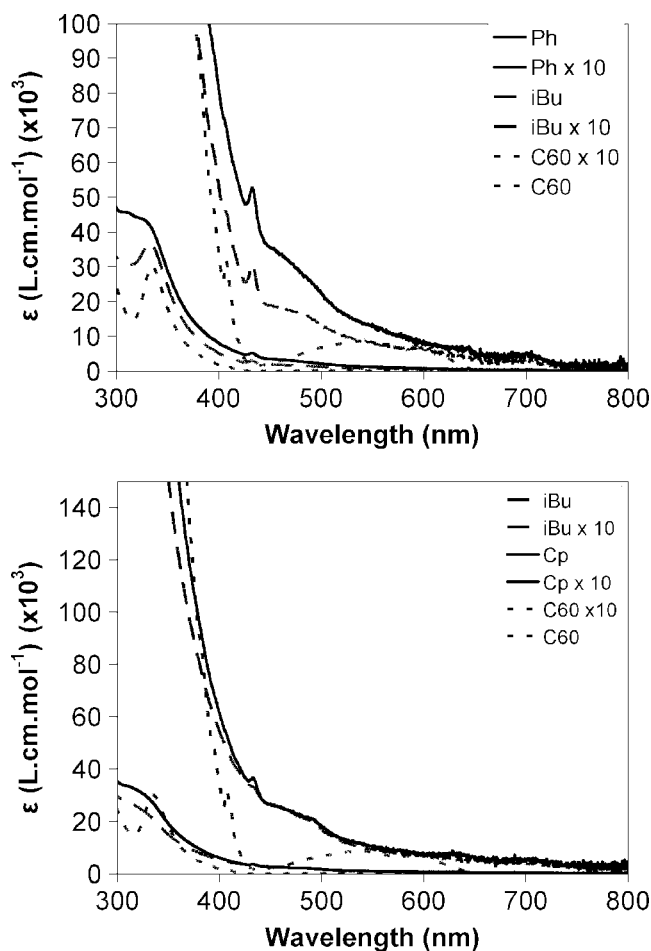 100
90
80
70
60
50
40
30
20
10
0
ε (L.cm.mol⁻¹) (x10³)
Ph
Ph x 10
iBu
iBu x 10
C60 x 10
C60
300 400 500 600 700 800
Wavelength (nm)
140
120
100
80
60
40
20
0
ε (L.cm.mol⁻¹) (x10³)
iBu
iBu x 10
Cp
Cp x 10
C60 x10
C60
300 400 500 600 700 800
Wavelength (nm)